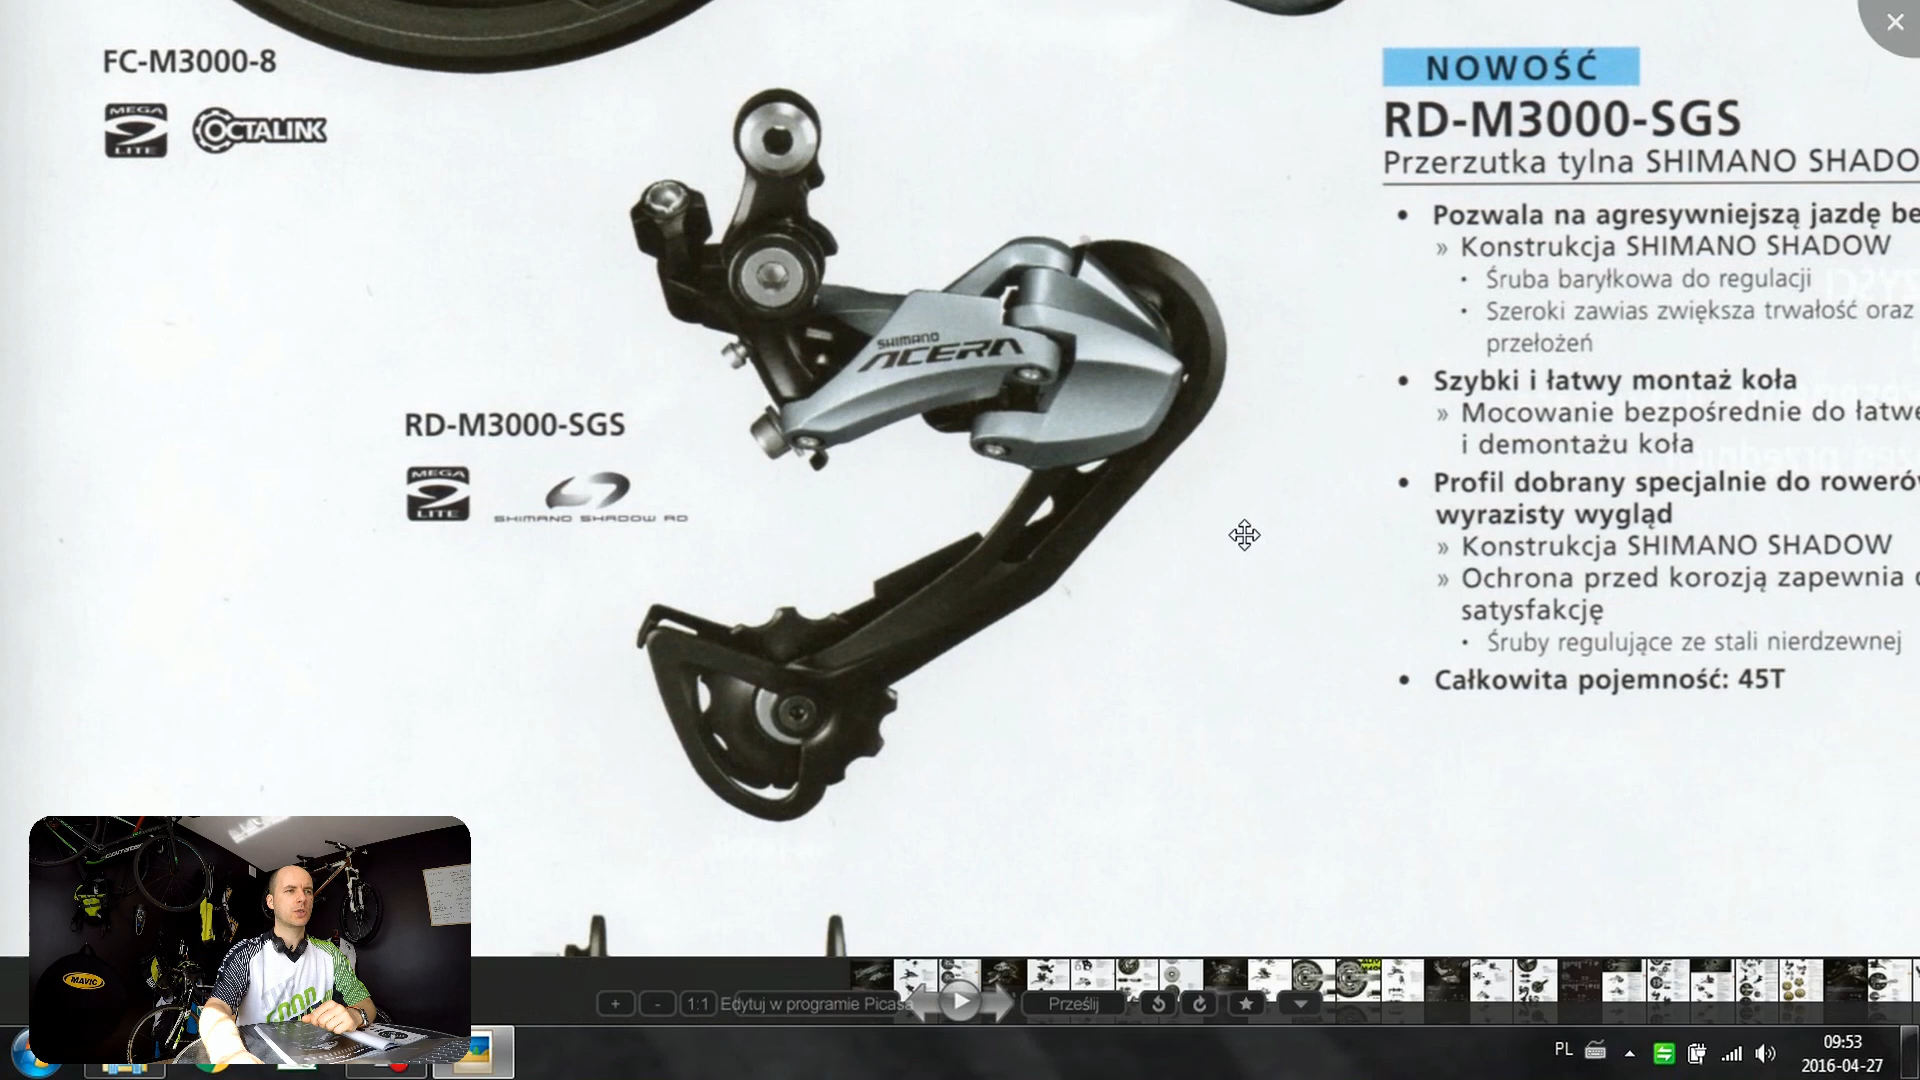 FC-M3000-8
MEGA
9
LITE
OCTALINK
SHIMANO
ACERA
RD-M3000-SGS
MEGA
9
LITE
SHIMANO SHADOW RD
NOWOŚĆ
RD-M3000-SGS
Przerzutka tylna SHIMANO SHADO
• Pozwala na agresywniejszą jazdę be
» Konstrukcja SHIMANO SHADOW
• Śruba baryłkowa do regulacji
• Szeroki zawias zwiększa trwałość oraz
przełożeń
• Szybki i łatwy montaż koła
» Mocowanie bezpośrednie do łatwe
i demontażu koła
• Profil dobrany specjalnie do roweró
wyrazisty wygląd
» Konstrukcja SHIMANO SHADOW
» Ochrona przed korozją zapewnia
satysfakcję
• Śruby regulujące ze stali nierdzewnej
• Całkowita pojemność: 45T
MAVIC
+ - 1:1 Edytuj w programie Picasa
Prześlij
PL
09:53
2016-04-27